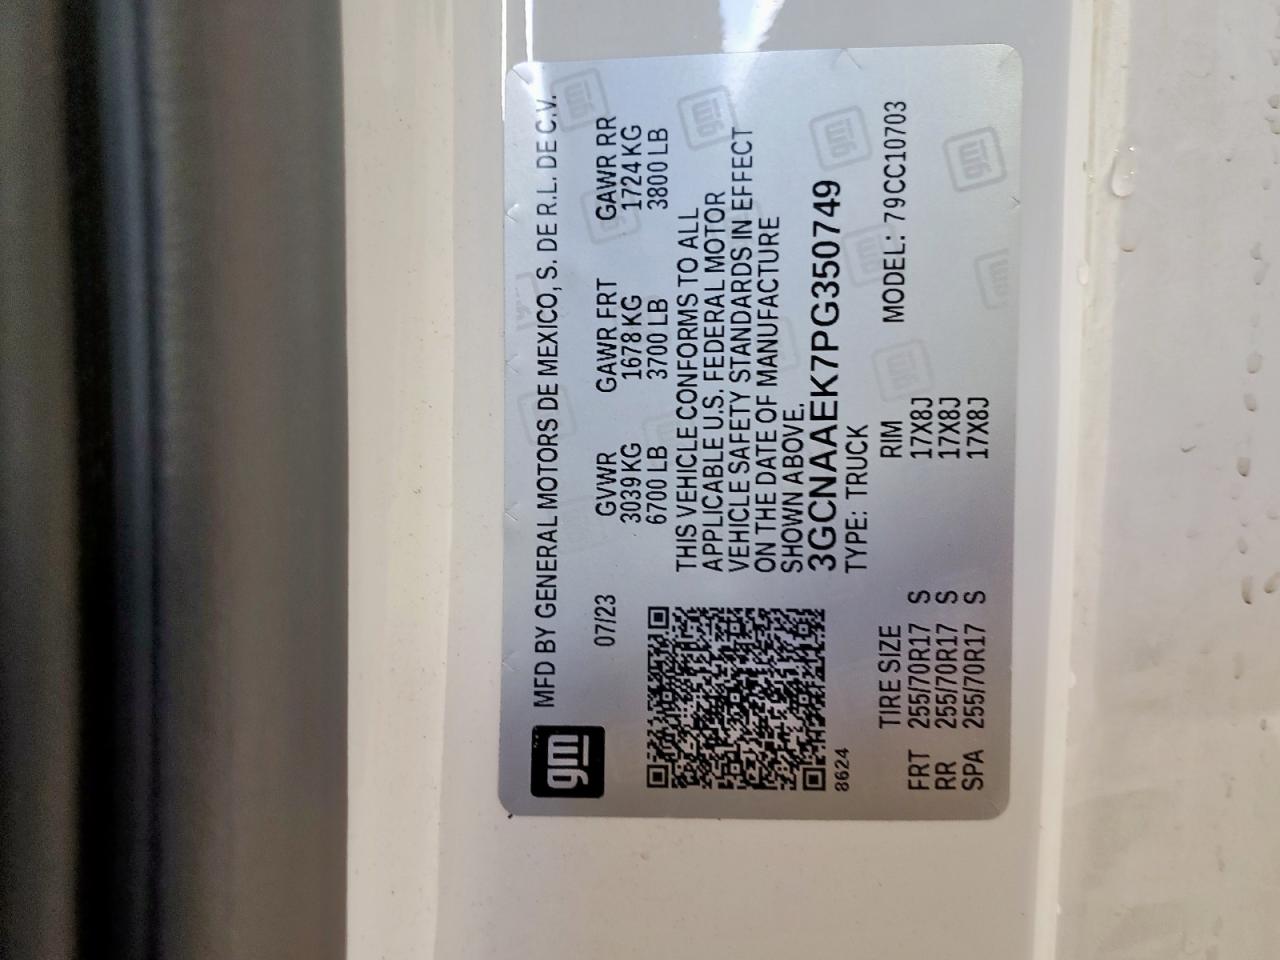 gm
MFD BY GENERAL MOTORS DE MEXICO, S. DE R.L. DE C.V.
07/23 GVWR GAWR FRT GAWR RR
3039 KG 1678 KG 1724 KG
6700 LB 3700 LB 3800 LB
THIS VEHICLE CONFORMS TO ALL
APPLICABLE U.S. FEDERAL MOTOR
VEHICLE SAFETY STANDARDS IN EFFECT
ON THE DATE OF MANUFACTURE
SHOWN ABOVE.
3GCNAAEK7PG350749
8624 TYPE: TRUCK
TIRE SIZE RIM MODEL: 79CC10703
FRT 255/70R17 S 17X8J
RR 255/70R17 S 17X8J
SPA 255/70R17 S 17X8J